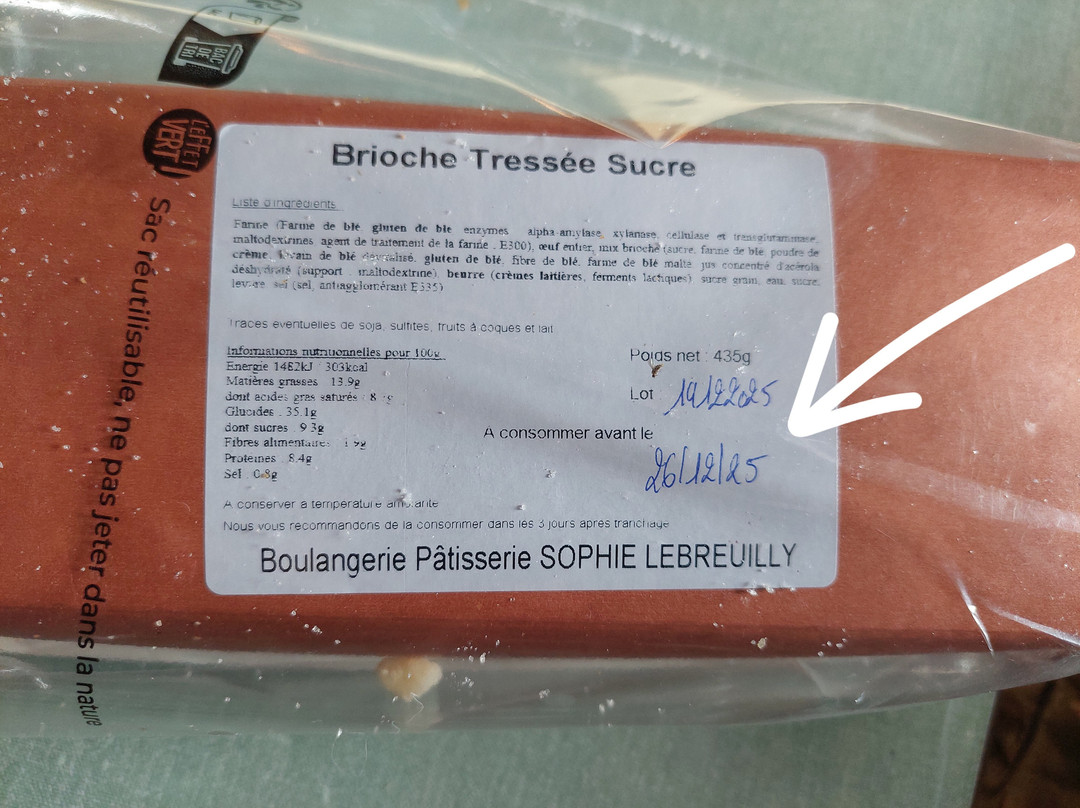 BAC
DE
TRI
L'EFFET
VERT
Sac réutilisable, ne pas jeter dans la nature
Brioche Tressée Sucre
Liste d'ingrédients
Farine (Farine de blé gluten de blé enzymes alpha-amylase, xylanase, cellulase et transglutaminase,
maltodextrines agent de traitement de la farine : E300), œuf entier, mix brioche (sucre, farine de blé, poudre de
crème, levain de blé dévitalisé, gluten de blé, fibre de blé, farine de blé malté, jus concentré d'acérola
déshydraté (support : maltodextrine), beurre (crèmes laitières, ferments lactiques) sucre grain, eau, sucre,
levure, sel (sel, antiagglomérant E535)
Traces éventuelles de soja, sulfites, fruits à coques et lait
Informations nutritionnelles pour 100g
Energie 1482kJ 303kcal
Matières grasses 13.9g
dont acides gras saturés : 8
Glucides : 35.1g
dont sucres : 9.3g
Fibres alimentaires
Protéines 8.4g
Sel : 0.8g
Poids net : 435g
Lot 19/12 2025
A consommer avant le
26/12/25
A conserver à température ambiante
Nous vous recommandons de la consommer dans les 3 jours après tranchage
Boulangerie Pâtisserie SOPHIE LEBREUILLY